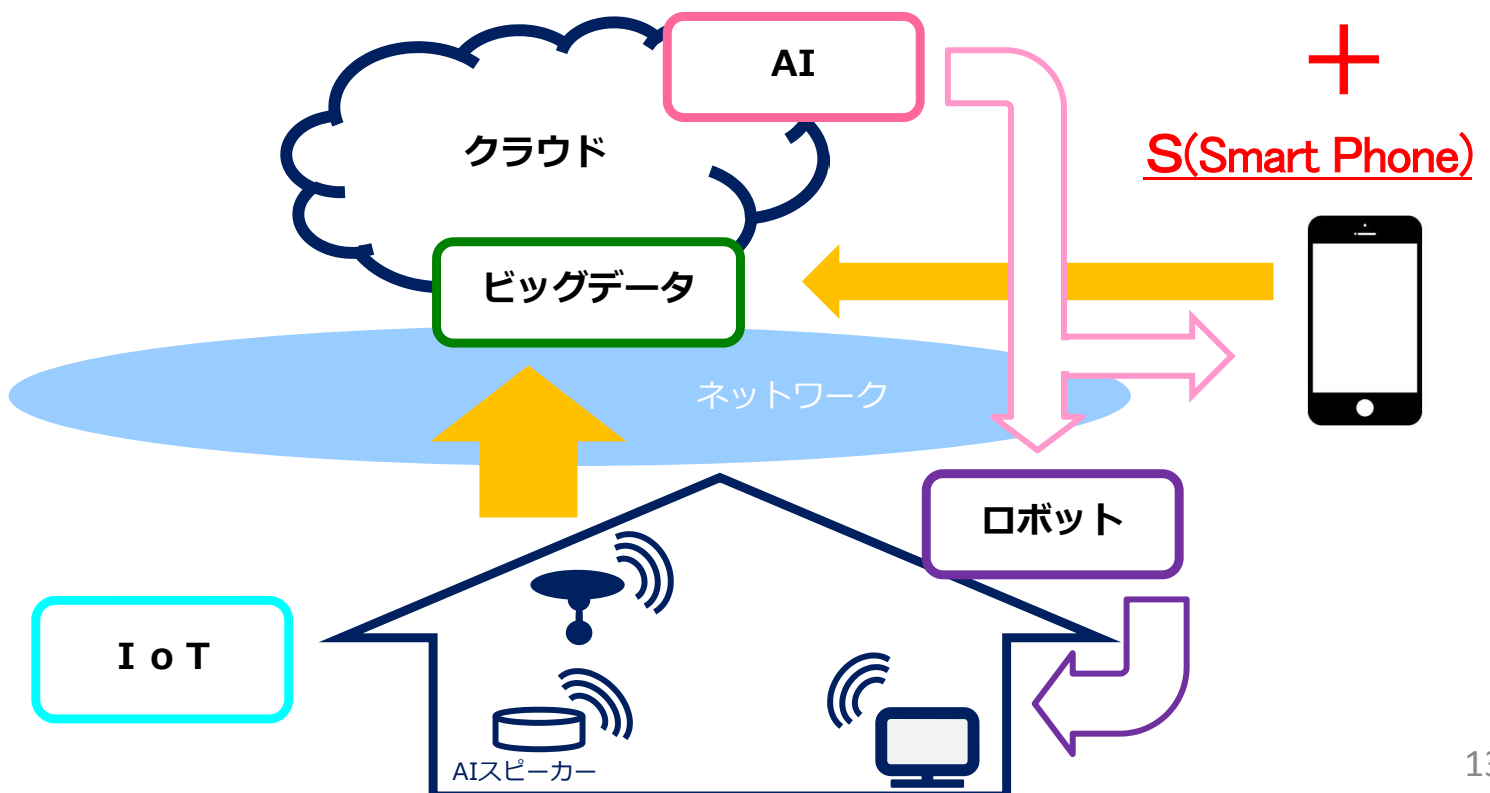 AI
+
クラウド
S(Smart Phone)
ビッグデータ
ネットワーク
ロボット
ＩｏＴ
AIスピーカー
13